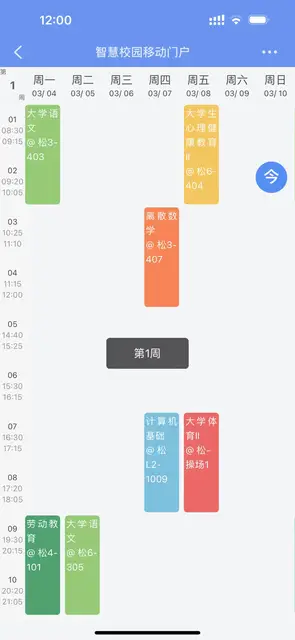 12:00
智慧校园移动门户
第
1
周
周一
03/ 04
周二
03/ 05
周三
03/ 06
周四
03/ 07
周五
03/ 08
周六
03/ 09
周日
03/ 10
01
08:30
09:15
02
09:20
10:05
03
10:25
11:10
04
11:15
12:00
05
14:40
15:25
06
15:30
16:15
07
16:30
17:15
08
17:20
18:05
09
19:30
20:15
10
20:20
21:05
大学语
文
@ 松3-
403
大学生
心理健
康教育
II
@ 松6-
404
今
离散数
学
@ 松3-
407
第1周
计算机
基础
@ 松
L2-
1009
大学体
育II
@ 松-
操场1
劳动教
育
@ 松4-
101
大学语
文
@ 松6-
305